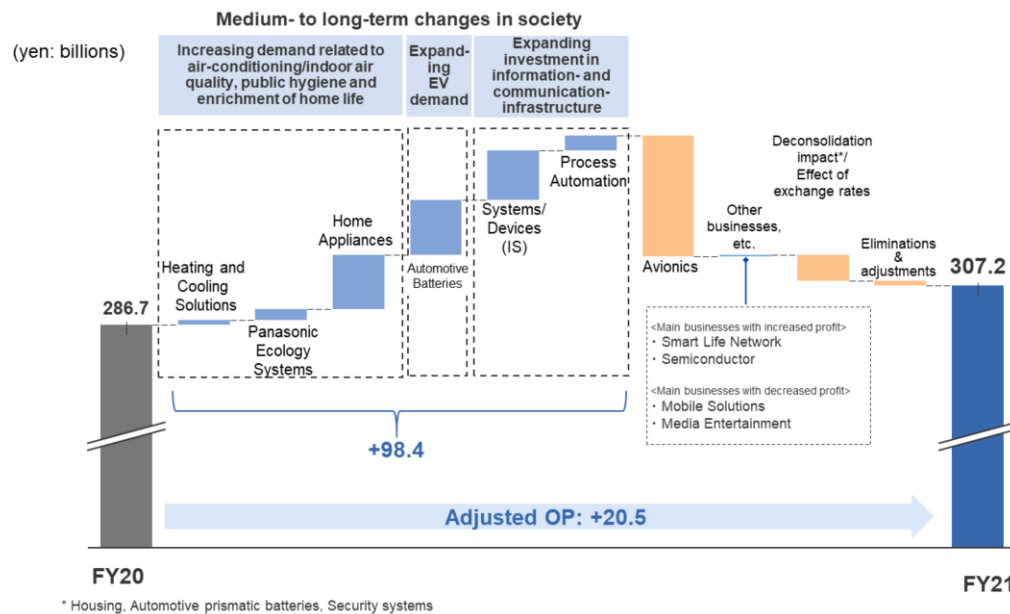 Medium- to long-term changes in society
(yen: billions)
Increasing demand related to
air-conditioning/indoor air
quality, public hygiene and
enrichment of home life
Expand-
ing
EV
demand
Expanding
investment in
information- and
communication-
infrastructure
286.7
Heating and
Cooling
Solutions
Panasonic
Ecology
Systems
Home
Appliances
Automotive
Batteries
Systems/
Devices
(IS)
Process
Automation
Avionics
Other
businesses,
etc.
Deconsolidation
impact*/
Effect of
exchange rates
Eliminations
&
adjustments
307.2
<Main businesses with increased profit>
・ Smart Life Network
・ Semiconductor
<Main businesses with decreased profit>
・ Mobile Solutions
・ Media Entertainment
+98.4
Adjusted OP: +20.5
FY20
FY21
* Housing, Automotive prismatic batteries, Security systems